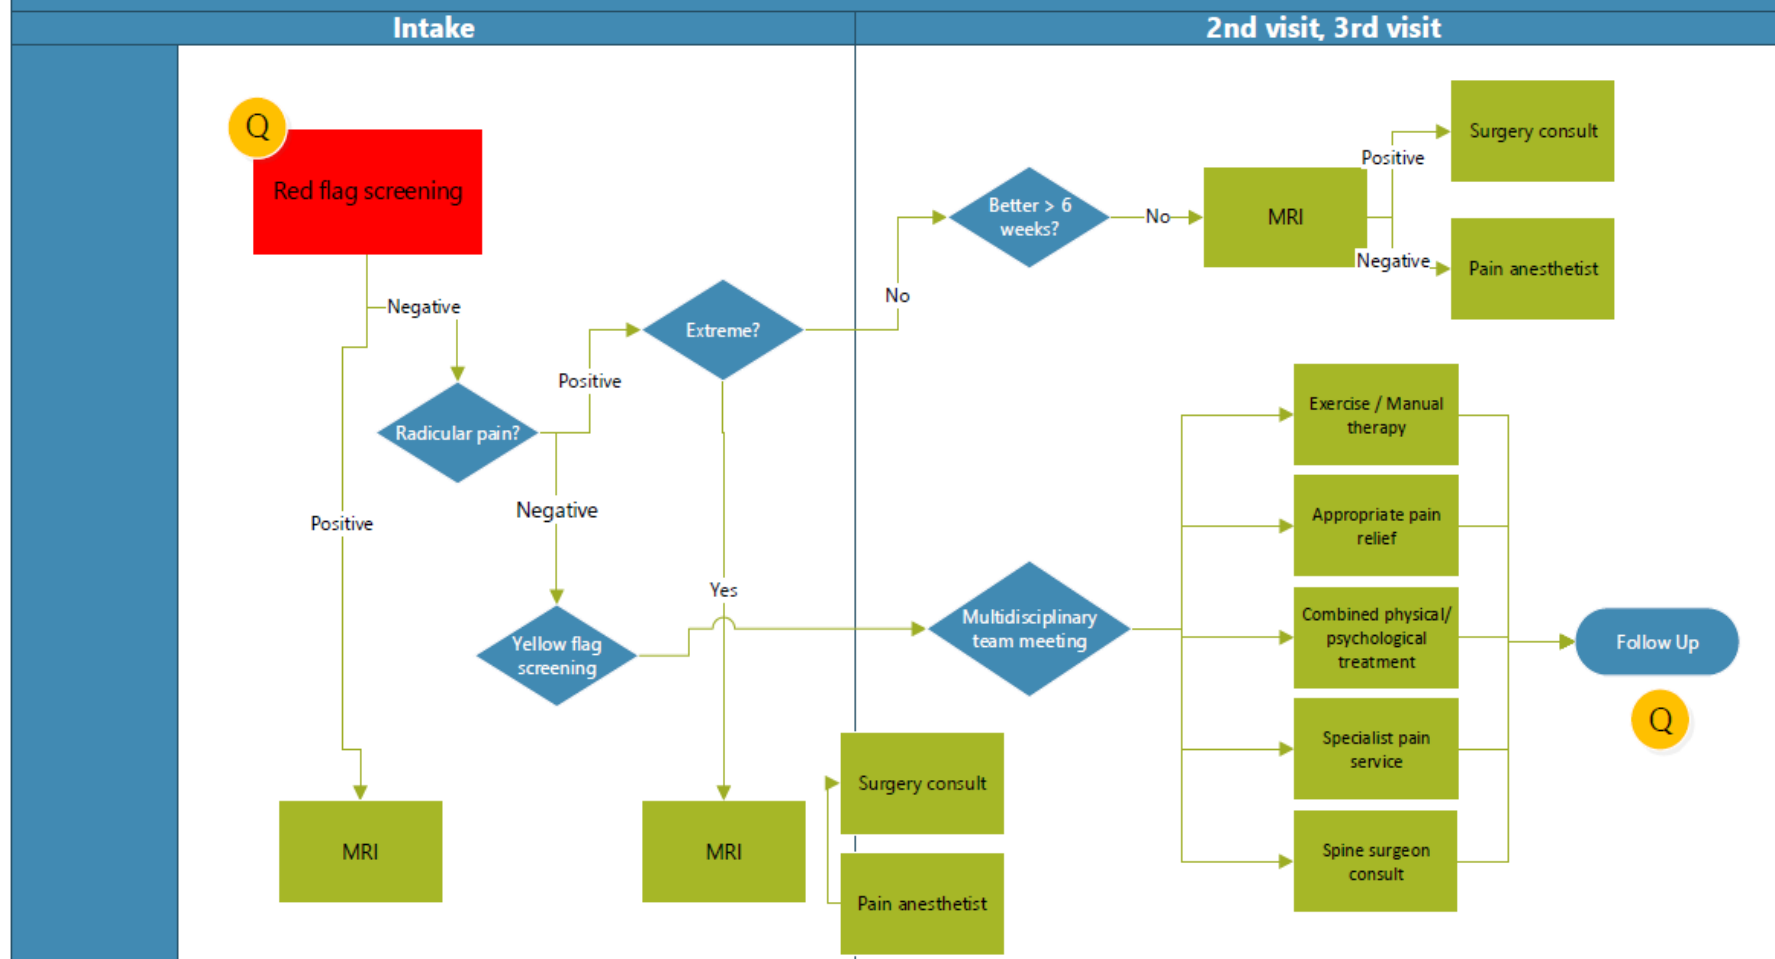 Intake
2nd visit, 3rd visit
Q
Red flag screening
Negative
Positive
Radicular pain?
Positive
Negative
Extreme?
No
Yes
Yellow flag
screening
MRI
MRI
Better > 6
weeks?
No
MRI
Positive
Negative
Surgery consult
Pain anesthetist
Multidisciplinary
team meeting
Exercise / Manual
therapy
Appropriate pain
relief
Combined physical/
psychological
treatment
Specialist pain
service
Spine surgeon
consult
Follow Up
Q
Surgery consult
Pain anesthetist